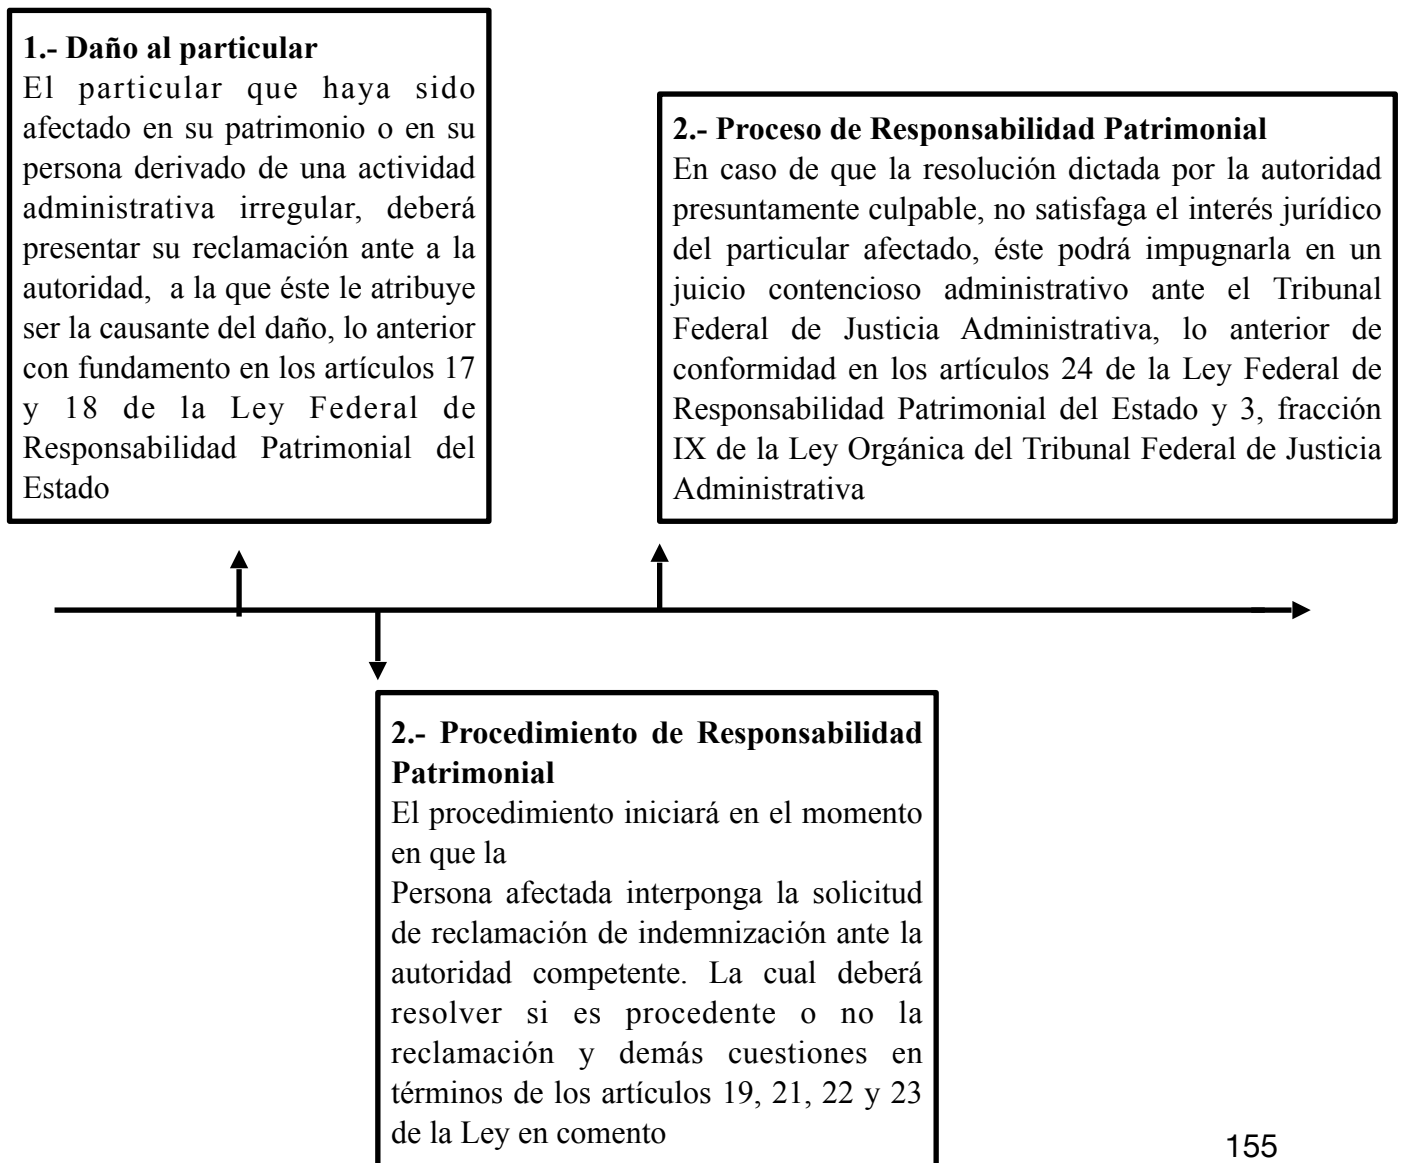 1.- Daño al particular
El particular que haya sido
afectado en su patrimonio o en su
persona derivado de una actividad
administrativa irregular, deberá
presentar su reclamación ante a la
autoridad, a la que éste le atribuye
ser la causante del daño, lo anterior
con fundamento en los artículos 17
y 18 de la Ley Federal de
Responsabilidad Patrimonial del
Estado
2.- Proceso de Responsabilidad Patrimonial
En caso de que la resolución dictada por la autoridad
presuntamente culpable, no satisfaga el interés jurídico
del particular afectado, éste podrá impugnarla en un
juicio contencioso administrativo ante el Tribunal
Federal de Justicia Administrativa, lo anterior de
conformidad en los artículos 24 de la Ley Federal de
Responsabilidad Patrimonial del Estado y 3, fracción
IX de la Ley Orgánica del Tribunal Federal de Justicia
Administrativa
2.- Procedimiento de Responsabilidad
Patrimonial
El procedimiento iniciará en el momento
en que la
Persona afectada interponga la solicitud
de reclamación de indemnización ante la
autoridad competente. La cual deberá
resolver si es procedente o no la
reclamación y demás cuestiones en
términos de los artículos 19, 21, 22 y 23
de la Ley en comento
155